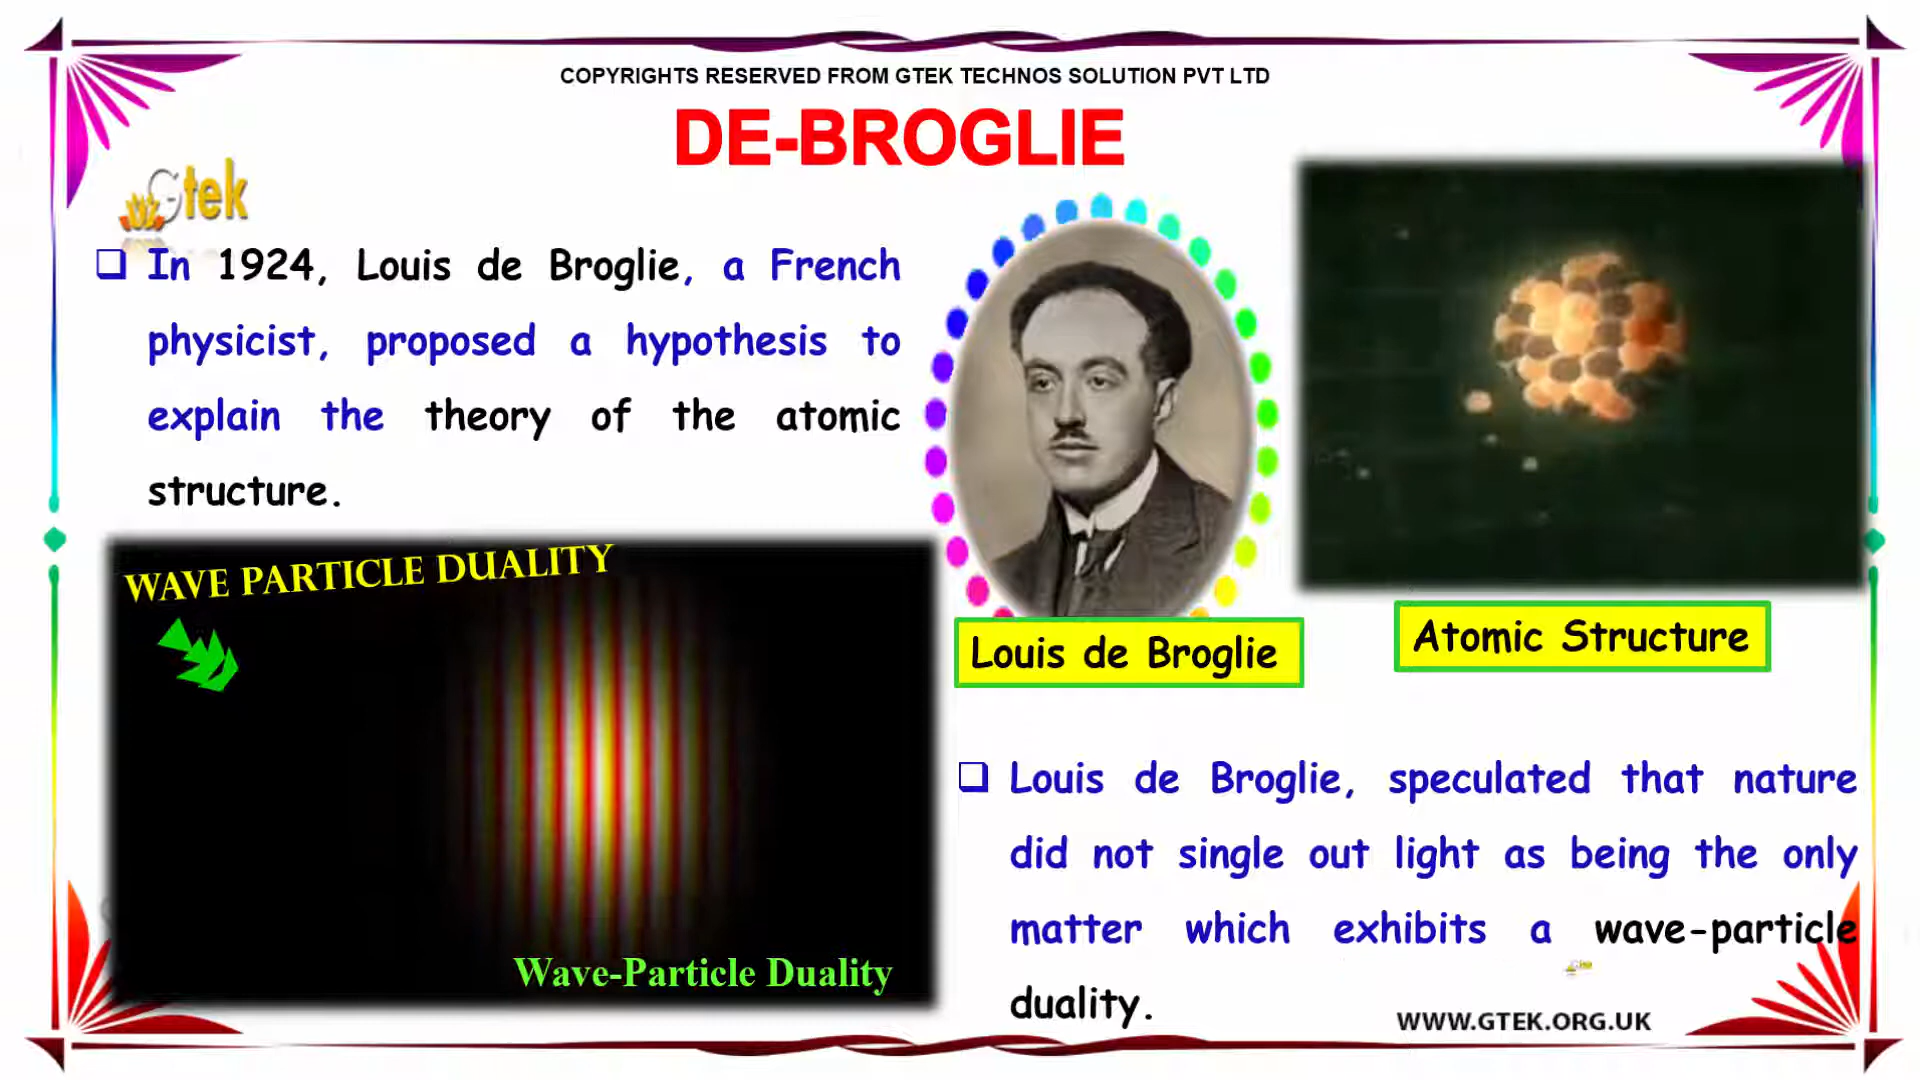 COPYRIGHTS RESERVED FROM GTEK TECHNOS SOLUTION PVT LTD
DE-BROGLIE
Gtek
In 1924, Louis de Broglie, a French
physicist, proposed a hypothesis to
explain the theory of the atomic
structure.
WAVE PARTICLE DUALITY
Wave-Particle Duality
Louis de Broglie
Atomic Structure
Louis de Broglie, speculated that nature
did not single out light as being the only
matter which exhibits a wave-particle
duality.
WWW.GTEK.ORG.UK